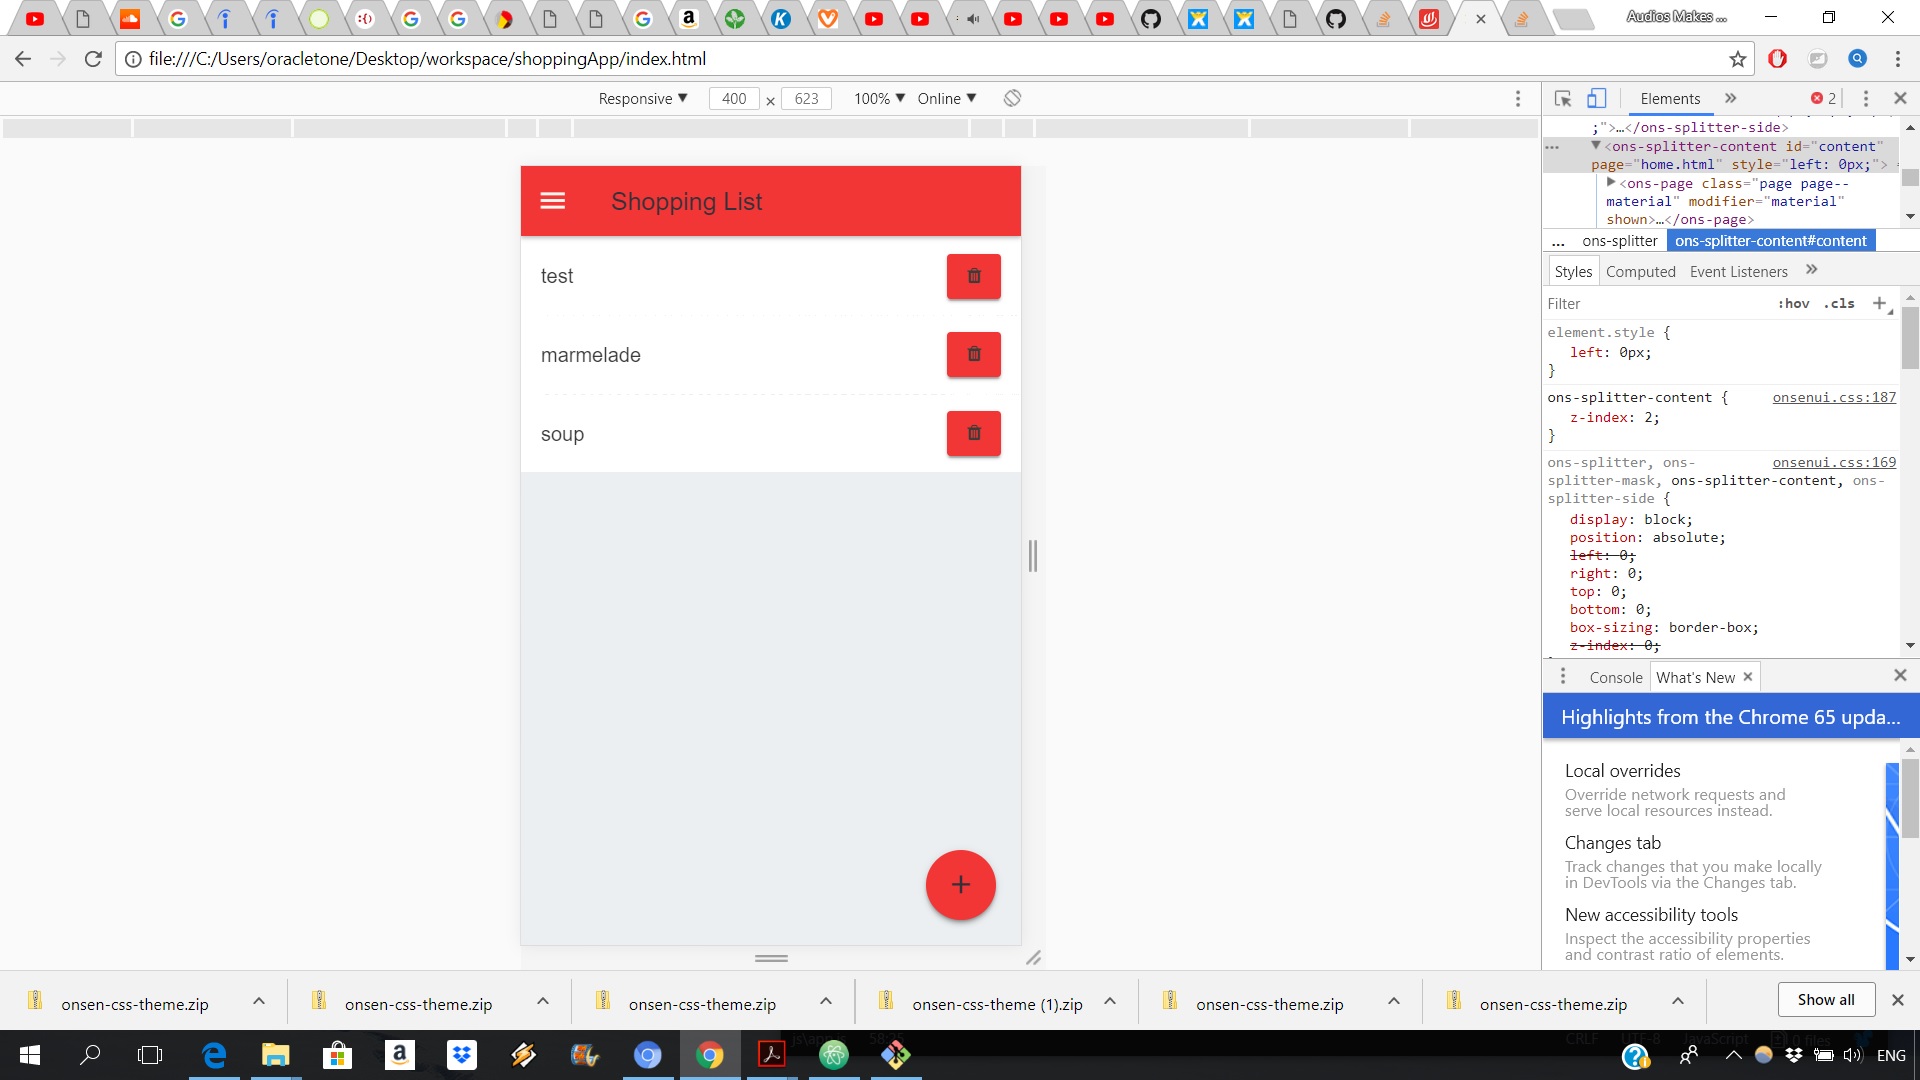 Audios Makes ...
file:///C:/Users/oracletone/Desktop/workspace/shoppingApp/index.html
Responsive ▼ 400 × 623 100% ▼ Online ▼
Elements » 2
;">…</ons-splitter-side>
▼<ons-splitter-content id="content"
page="home.html" style="left: 0px;">
▶<ons-page class="page page--
material" modifier="material"
shown>…</ons-page>
... ons-splitter ons-splitter-content#content
Styles Computed Event Listeners »
Filter :hov .cls +
element.style {
left: 0px;
}
ons-splitter-content { onsenui.css:187
z-index: 2;
}
ons-splitter, ons- onsenui.css:169
splitter-mask, ons-splitter-content, ons-
splitter-side {
display: block;
position: absolute;
left: 0;
right: 0;
top: 0;
bottom: 0;
box-sizing: border-box;
z-index: 0;
Shopping List
test
marmelade
soup
+
Console What's New ×
Highlights from the Chrome 65 upda...
Local overrides
Override network requests and
serve local resources instead.
Changes tab
Track changes that you make locally
in DevTools via the Changes tab.
New accessibility tools
Inspect the accessibility properties
and contrast ratio of elements.
onsen-css-theme.zip onsen-css-theme.zip onsen-css-theme.zip onsen-css-theme (1).zip onsen-css-theme.zip onsen-css-theme.zip Show all
CRLF UTF-8 JavaScript 0 files
ENG